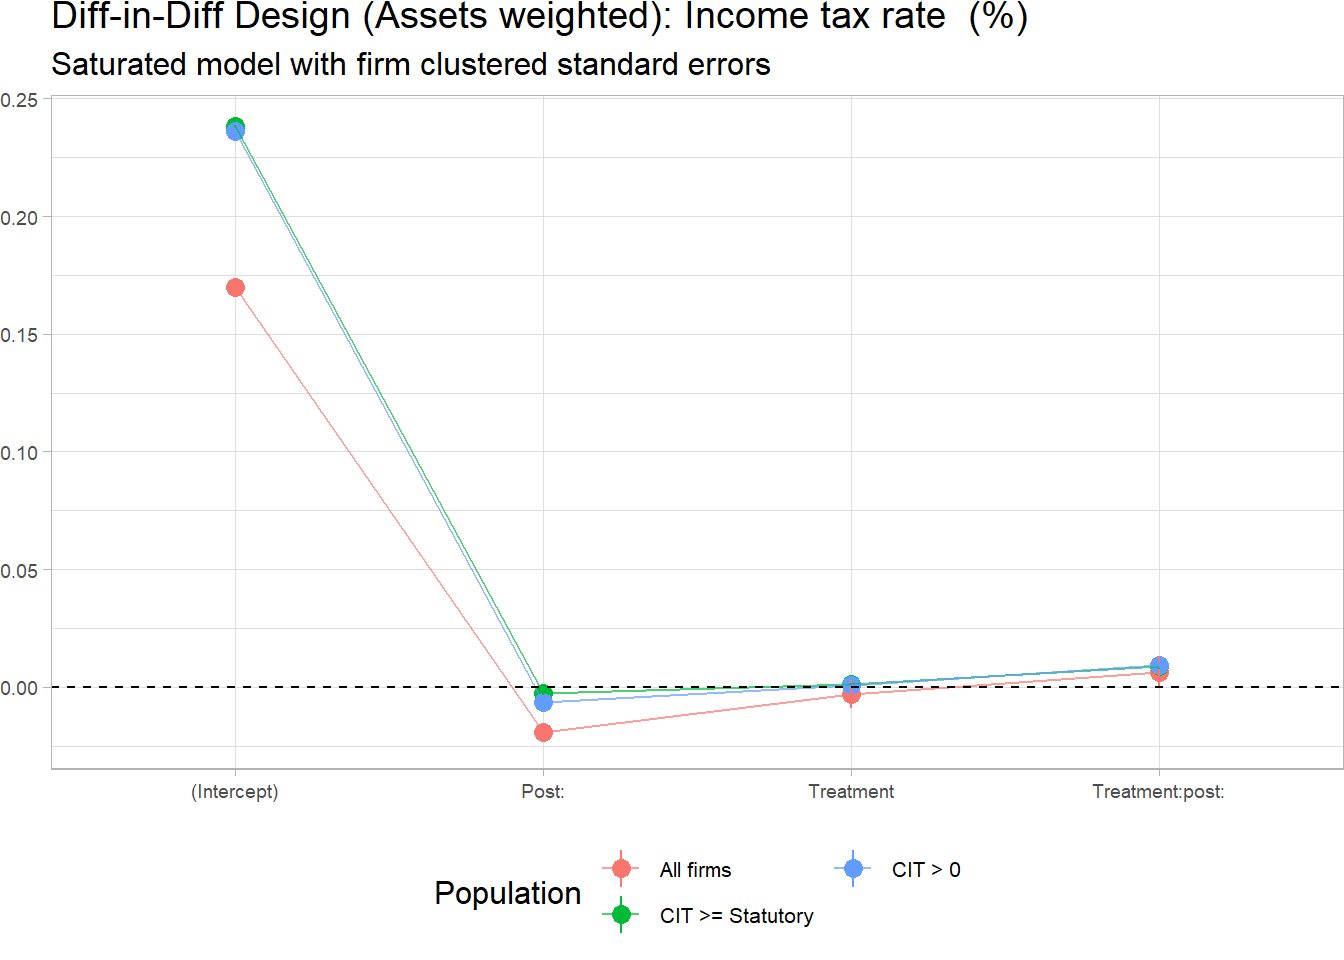 Diff-in-Diff Design (Assets weighted): Income tax rate  (%)
Saturated model with firm clustered standard errors
0.25
0.20
0.15
0.10
0.05
0.00
(Intercept) Post: Treatment Treatment:post:
Population
All firms
CIT >= Statutory
CIT > 0